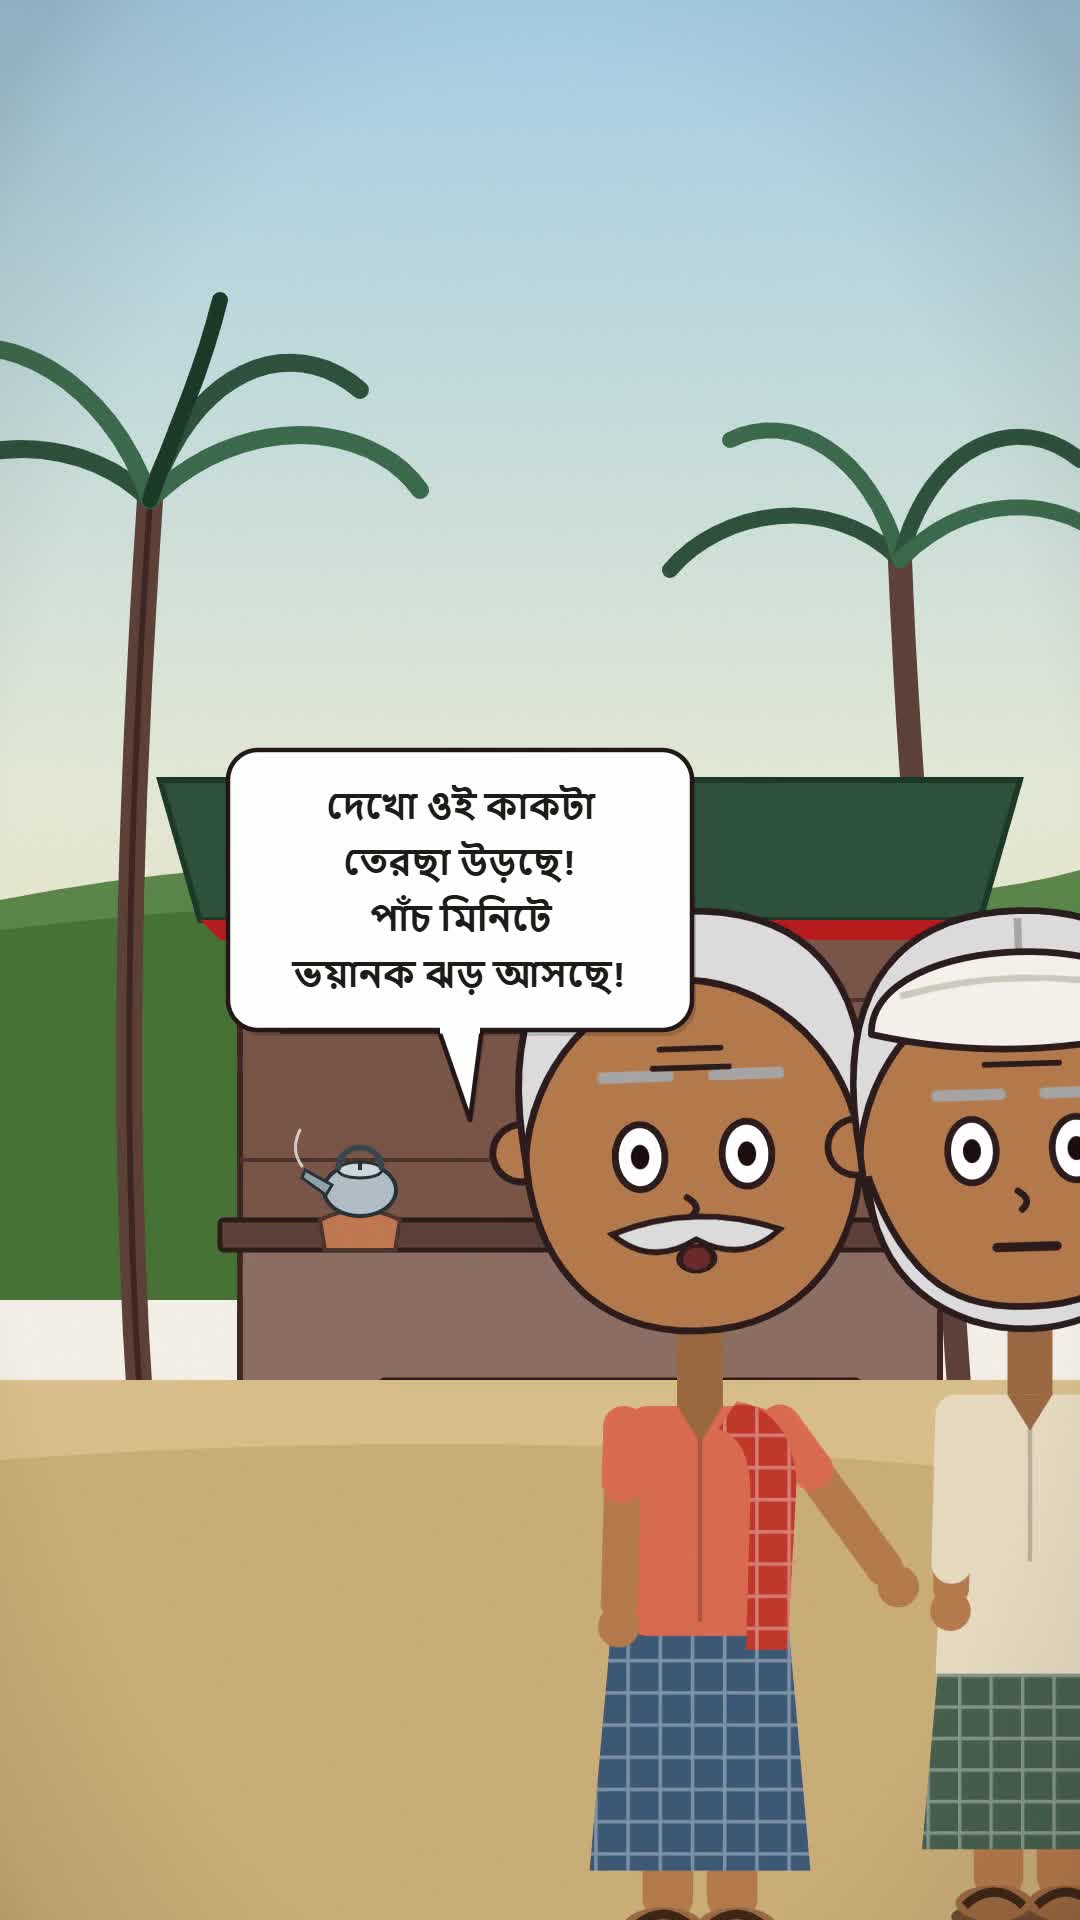 দেখো ওই কাকটা
তেরছা উড়ছে!
পাঁচ মিনিটে
ভয়ানক ঝড় আসছে!